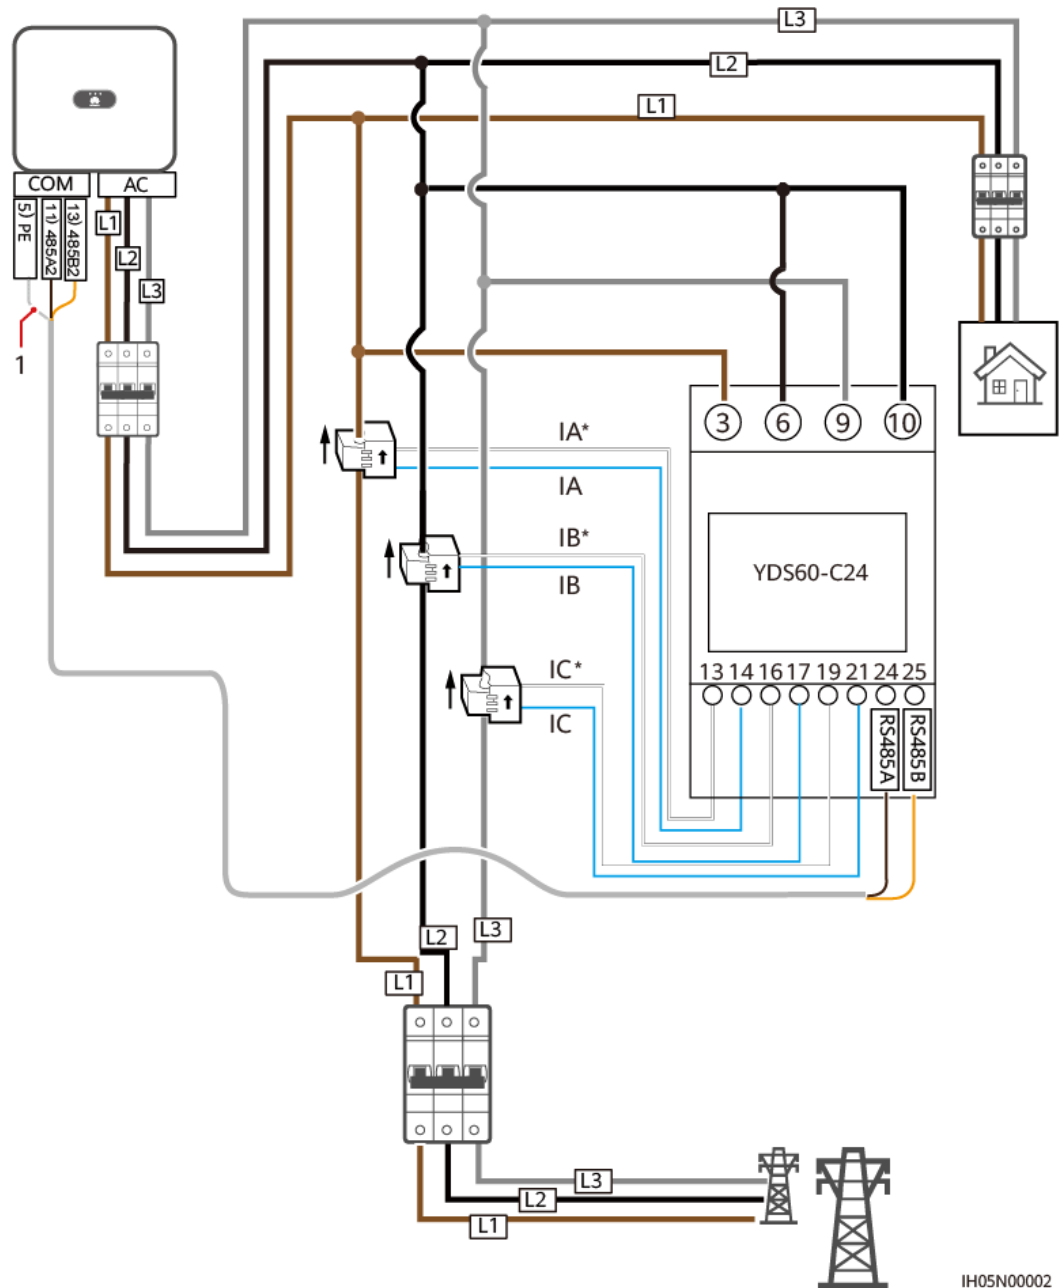 L3
L2
L1
COM
AC
5) PE
11) 485A2
13) 485B2
L1
L2
L3
1
3
6
9
10
IA*
IA
IB*
IB
YDS60-C24
IC*
IC
13 14 16 17 19 21 24 25
RS485A
RS485B
L3
L2
L1
L3
L2
L1
IH05N00002